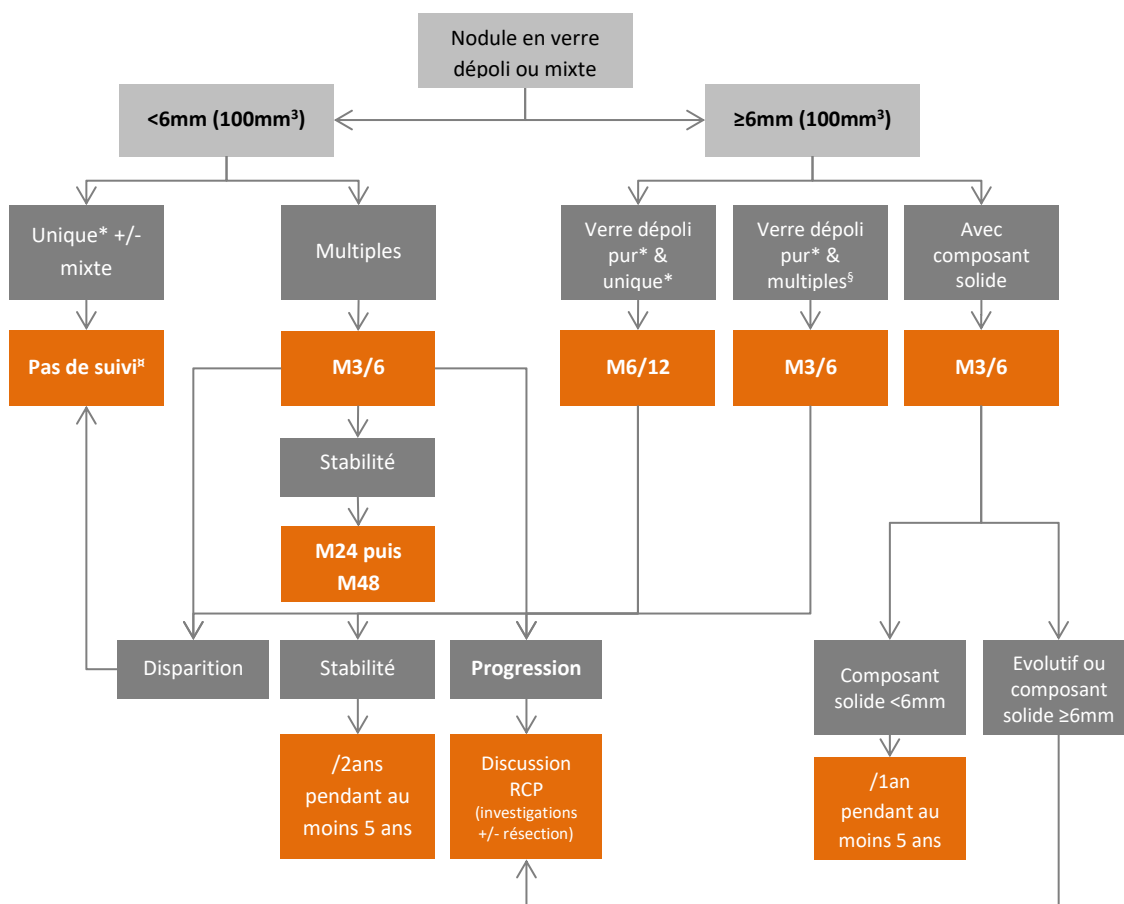 Nodule en verre
dépoli ou mixte
<6mm (100mm³)
≥6mm (100mm³)
Unique* +/-
mixte
Multiples
Verre dépoli
pur* &
unique*
Verre dépoli
pur* &
multiples§
Avec
composant
solide
Pas de suivi¤
M3/6
M6/12
M3/6
M3/6
Stabilité
M24 puis
M48
Disparition
Stabilité
Progression
Composant
solide <6mm
Evolutif ou
composant
solide ≥6mm
/2ans
pendant au
moins 5 ans
Discussion
RCP
(investigations
+/- résection)
/1an
pendant au
moins 5 ans